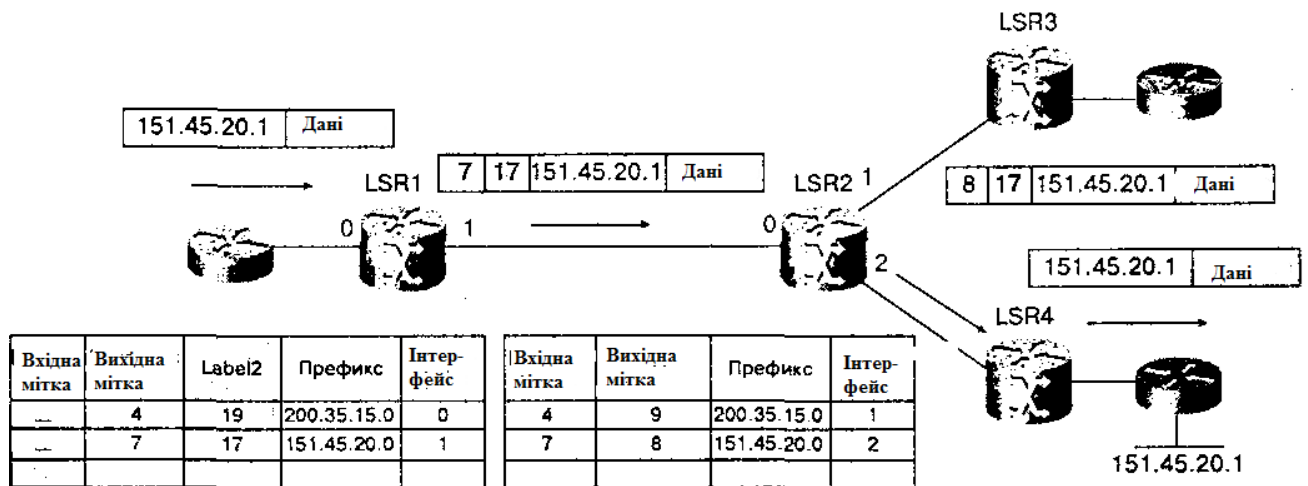 LSR3
151.45.20.1 Дані
LSR1
7 17 151.45.20.1 Дані
LSR2 1
8 17 151.45.20.1 Дані
0 1
0
2
151.45.20.1 Дані
LSR4
Вхідна мітка Вихідна мітка Label2 Префикс Інтер-фейс
— 4 19 200.35.15.0 0
— 7 17 151.45.20.0 1
Вхідна мітка Вихідна мітка Префикс Інтер-фейс
4 9 200.35.15.0 1
7 8 151.45.20.0 2
151.45.20.1